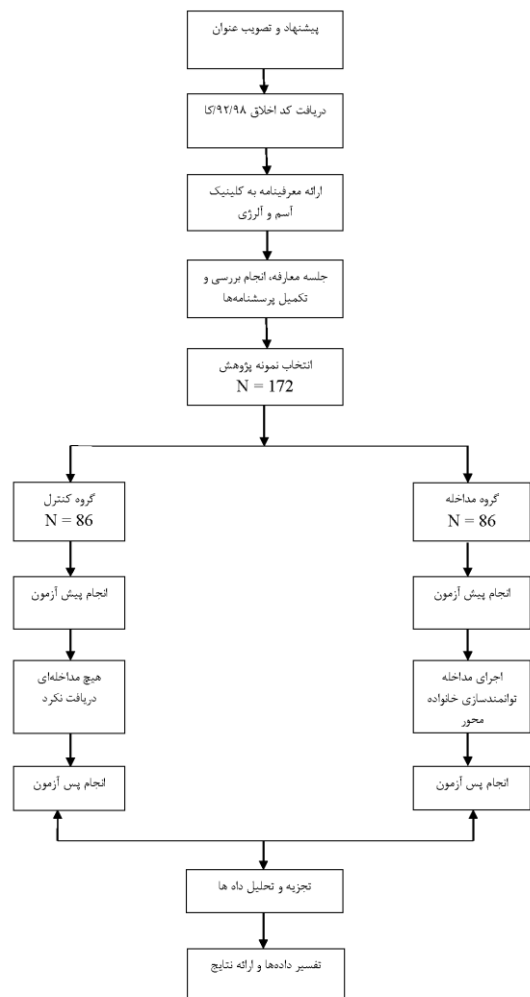 پیشنهاد و تصویب عنوان
دریافت کد اخلاق ۹۲/۹۸/کا
ارائه معرفینامه به کلینیک
آسم و آلرژی
جلسه معارفه، انجام بررسی و
تکمیل پرسشنامه‌ها
انتخاب نمونه پژوهش
N = 172
گروه مداخله
N = 86
گروه کنترل
N = 86
انجام پیش آزمون
انجام پیش آزمون
اجرای مداخله
توانمندسازی خانواده
محور
هیچ مداخله‌ای
دریافت نکرد
انجام پس آزمون
انجام پس آزمون
تجزیه و تحلیل داه ها
تفسیر داده‌ها و ارائه نتایج